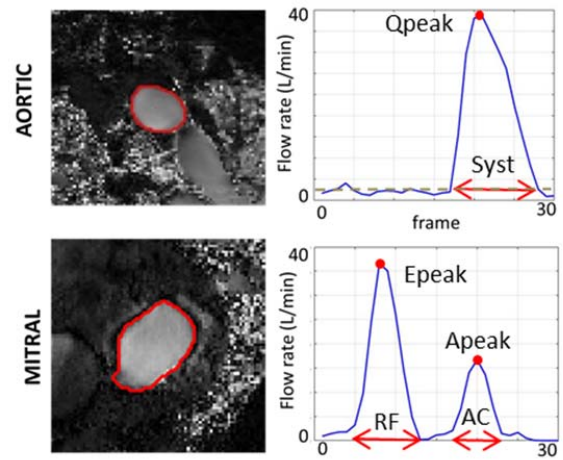 AORTIC
Flow rate (L/min)
40
0
Qpeak
Syst
0
30
frame
MITRAL
Flow rate (L/min)
40
0
Epeak
Apeak
RF
AC
0
30